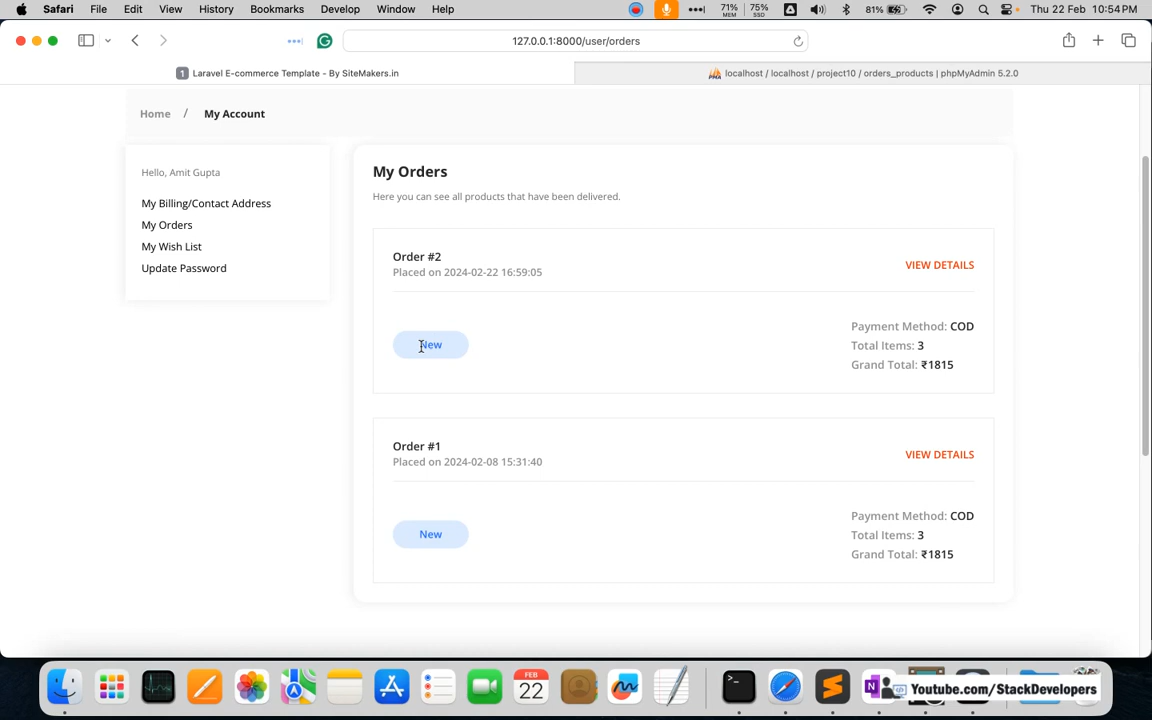 Safari File Edit View History Bookmarks Develop Window Help 71% MEM 75% SSD 81% Thu 22 Feb 10:54 PM
127.0.0.1:8000/user/orders
1 Laravel E-commerce Template - By SiteMakers.in
localhost / localhost / project10 / orders_products | phpMyAdmin 5.2.0
Home / My Account
Hello, Amit Gupta
My Billing/Contact Address
My Orders
My Wish List
Update Password
My Orders
Here you can see all products that have been delivered.
Order #2
Placed on 2024-02-22 16:59:05
VIEW DETAILS
New
Payment Method: COD
Total Items: 3
Grand Total: ₹1815
Order #1
Placed on 2024-02-08 15:31:40
VIEW DETAILS
New
Payment Method: COD
Total Items: 3
Grand Total: ₹1815
FEB
22
Youtube.com/StackDevelopers